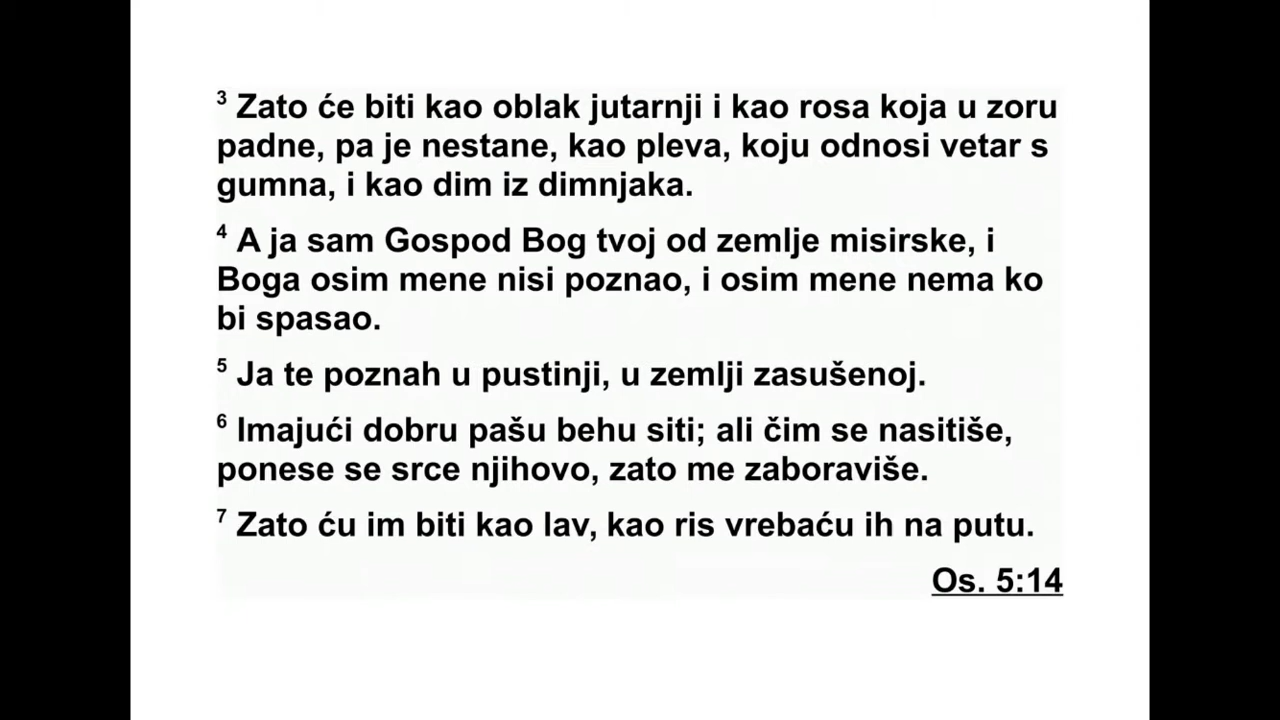 3 Zato će biti kao oblak jutarnji i kao rosa koja u zoru
padne, pa je nestane, kao pleva, koju odnosi vetar s
gumna, i kao dim iz dimnjaka.
4 A ja sam Gospod Bog tvoj od zemlje misirske, i
Boga osim mene nisi poznao, i osim mene nema ko
bi spasao.
5 Ja te poznah u pustinji, u zemlji zasušenoj.
6 Imajući dobru pašu behu siti; ali čim se nasitiše,
ponese se srce njihovo, zato me zaboraviše.
7 Zato ću im biti kao lav, kao ris vrebaću ih na putu.
Os. 5:14